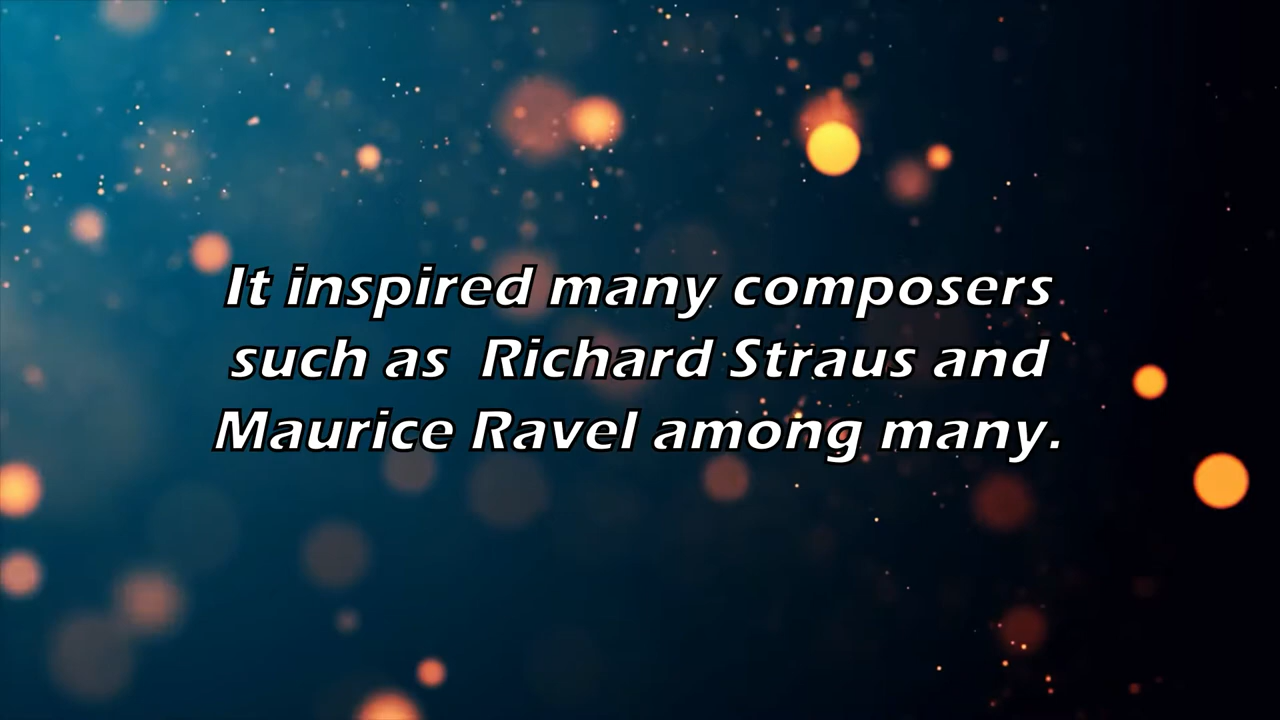 It inspired many composers
such as  Richard Straus and
Maurice Ravel among many.